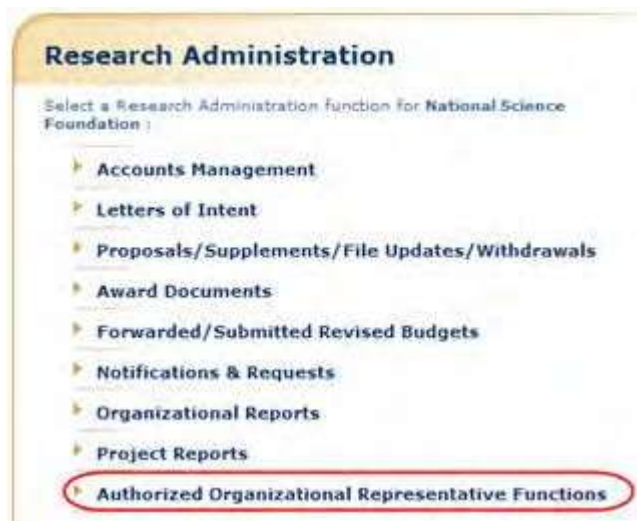 Research Administration
Select a Research Administration function for National Science
Foundation :
Accounts Management
Letters of Intent
Proposals/Supplements/File Updates/Withdrawals
Award Documents
Forwarded/Submitted Revised Budgets
Notifications & Requests
Organizational Reports
Project Reports
Authorized Organizational Representative Functions